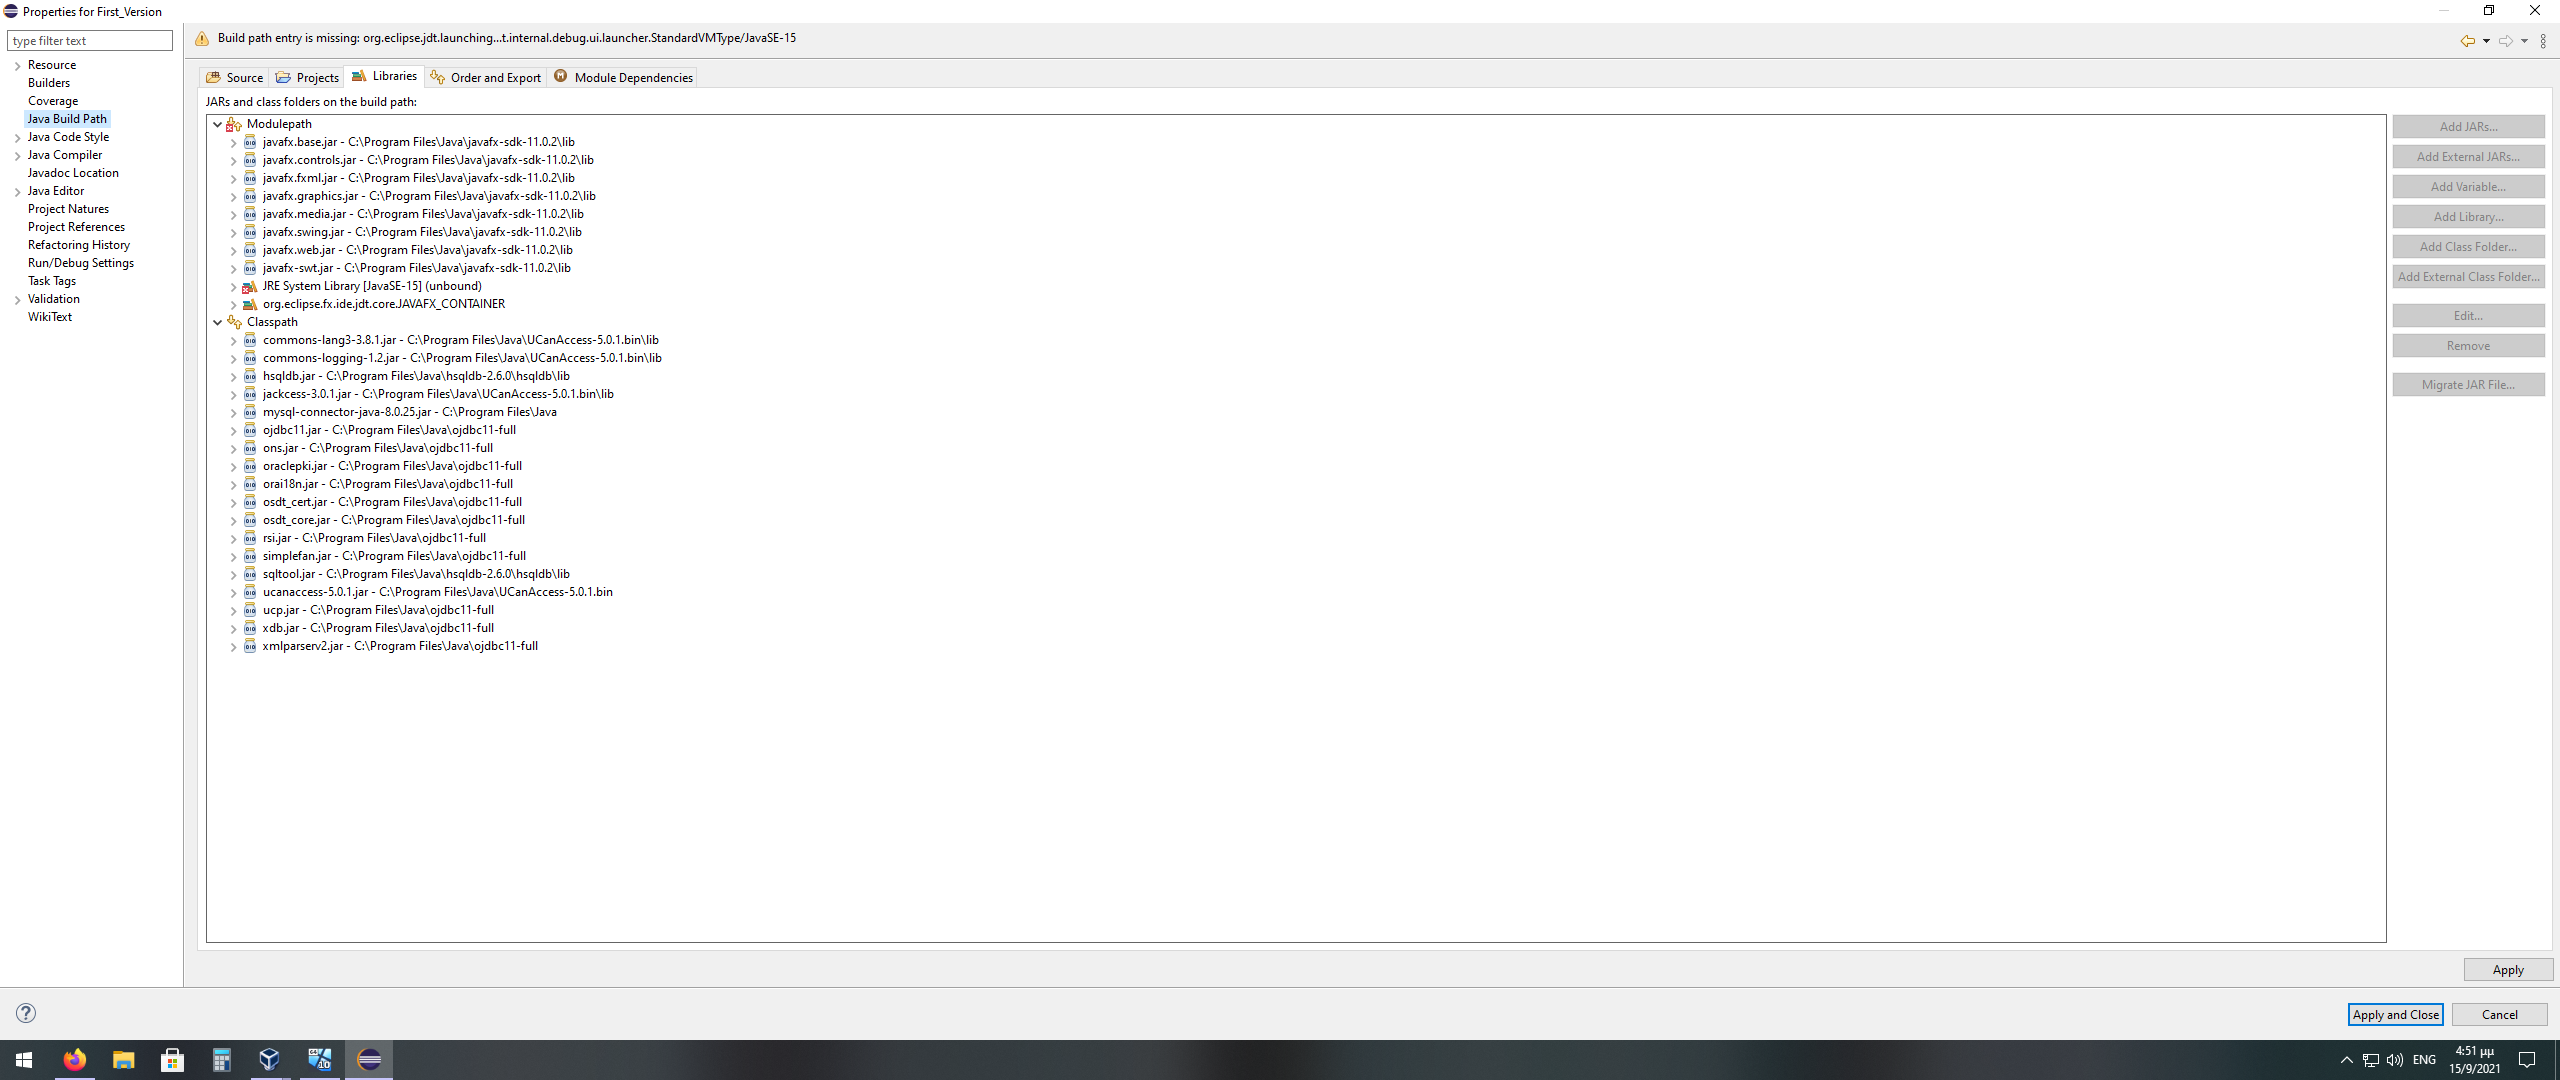 Properties for First_Version
type filter text
Resource
Builders
Coverage
Java Build Path
Java Code Style
Java Compiler
Javadoc Location
Java Editor
Project Natures
Project References
Refactoring History
Run/Debug Settings
Task Tags
Validation
WikiText
Build path entry is missing: org.eclipse.jdt.launching...t.internal.debug.ui.launcher.StandardVMType/JavaSE-15
Source Projects Libraries Order and Export Module Dependencies
JARs and class folders on the build path:
Modulepath
javafx.base.jar - C:\Program Files\Java\javafx-sdk-11.0.2\lib
javafx.controls.jar - C:\Program Files\Java\javafx-sdk-11.0.2\lib
javafx.fxml.jar - C:\Program Files\Java\javafx-sdk-11.0.2\lib
javafx.graphics.jar - C:\Program Files\Java\javafx-sdk-11.0.2\lib
javafx.media.jar - C:\Program Files\Java\javafx-sdk-11.0.2\lib
javafx.swing.jar - C:\Program Files\Java\javafx-sdk-11.0.2\lib
javafx.web.jar - C:\Program Files\Java\javafx-sdk-11.0.2\lib
javafx-swt.jar - C:\Program Files\Java\javafx-sdk-11.0.2\lib
JRE System Library [JavaSE-15] (unbound)
org.eclipse.fx.ide.jdt.core.JAVAFX_CONTAINER
Classpath
commons-lang3-3.8.1.jar - C:\Program Files\Java\UCanAccess-5.0.1.bin\lib
commons-logging-1.2.jar - C:\Program Files\Java\UCanAccess-5.0.1.bin\lib
hsqldb.jar - C:\Program Files\Java\hsqldb-2.6.0\hsqldb\lib
jackcess-3.0.1.jar - C:\Program Files\Java\UCanAccess-5.0.1.bin\lib
mysql-connector-java-8.0.25.jar - C:\Program Files\Java
ojdbc11.jar - C:\Program Files\Java\ojdbc11-full
ons.jar - C:\Program Files\Java\ojdbc11-full
oraclepki.jar - C:\Program Files\Java\ojdbc11-full
orai18n.jar - C:\Program Files\Java\ojdbc11-full
osdt_cert.jar - C:\Program Files\Java\ojdbc11-full
osdt_core.jar - C:\Program Files\Java\ojdbc11-full
rsi.jar - C:\Program Files\Java\ojdbc11-full
simplefan.jar - C:\Program Files\Java\ojdbc11-full
sqltool.jar - C:\Program Files\Java\hsqldb-2.6.0\hsqldb\lib
ucanaccess-5.0.1.jar - C:\Program Files\Java\UCanAccess-5.0.1.bin
ucp.jar - C:\Program Files\Java\ojdbc11-full
xdb.jar - C:\Program Files\Java\ojdbc11-full
xmlparserv2.jar - C:\Program Files\Java\ojdbc11-full
Add JARs...
Add External JARs...
Add Variable...
Add Library...
Add Class Folder...
Add External Class Folder...
Edit...
Remove
Migrate JAR File...
Apply
Apply and Close Cancel
ENG
4:51 μμ
15/9/2021